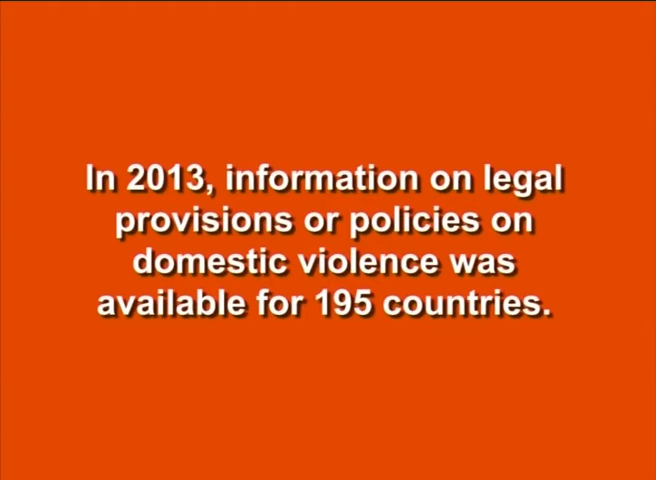 In 2013, information on legal
provisions or policies on
domestic violence was
available for 195 countries.